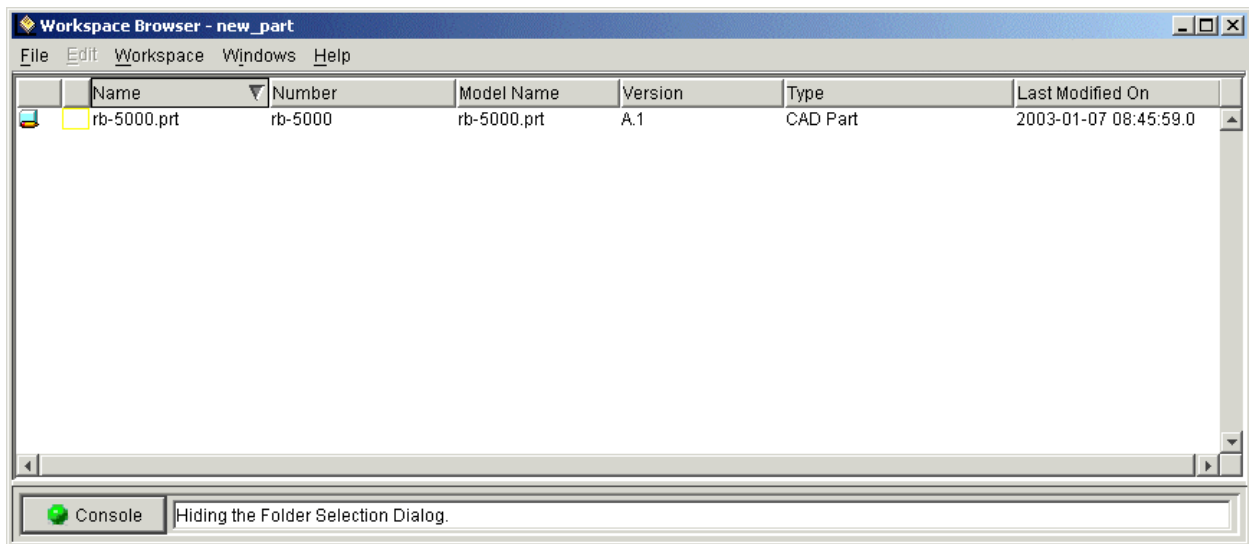 Workspace Browser - new_part
File Edit Workspace Windows Help
Name Number Model Name Version Type Last Modified On
rb-5000.prt rb-5000 rb-5000.prt A.1 CAD Part 2003-01-07 08:45:59.0
Console Hiding the Folder Selection Dialog.